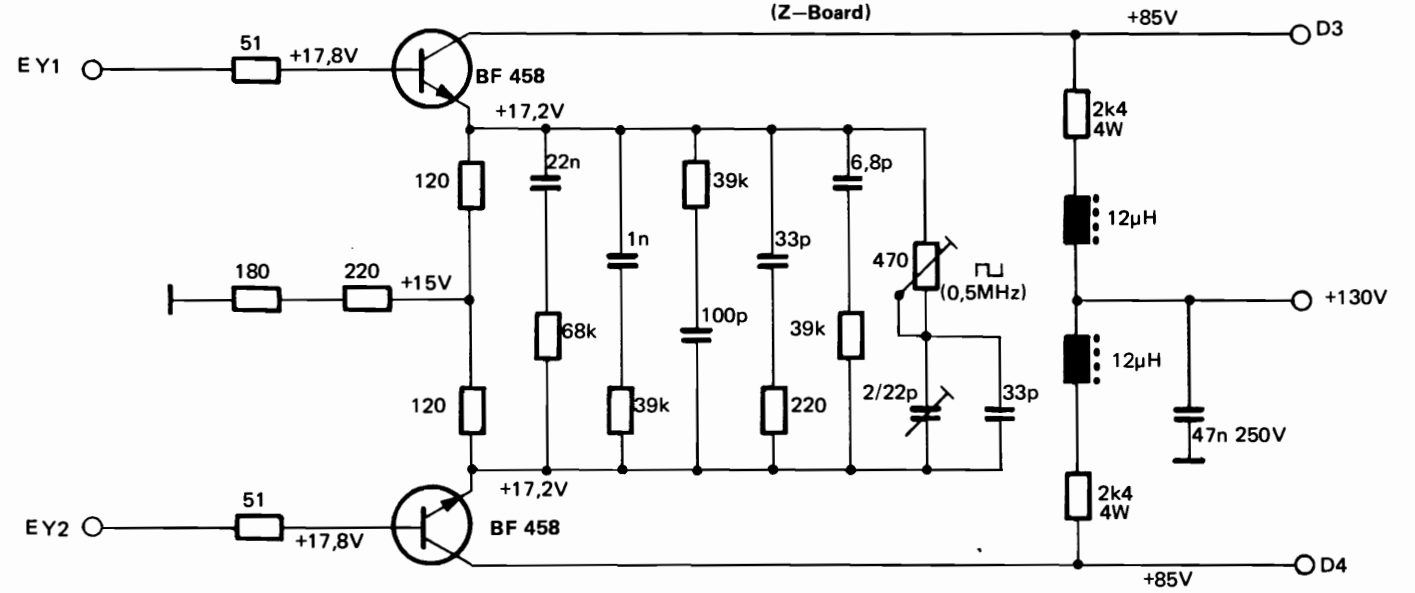 (Z–Board)
+85V
D3
51
EY1
+17,8V
BF 458
+17,2V
2k4
4W
120
22n
39k
6,8p
12µH
1n
33p
470
(0,5MHz)
180
220
+15V
+130V
100p
68k
39k
12µH
120
39k
220
2/22p
33p
47n 250V
+17,2V
51
2k4
4W
EY2
+17,8V
BF 458
D4
+85V